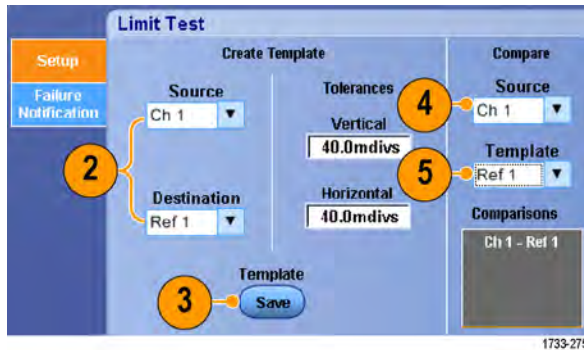 Limit Test
Setup
Failure
Notification
Create Template
Source
Ch 1
2
Destination
Ref 1
Tolerances
Vertical
40.0mdivs
Horizontal
40.0mdivs
Template
3
Save
Compare
Source
4
Ch 1
Template
5
Ref 1
Comparisons
Ch 1 - Ref 1